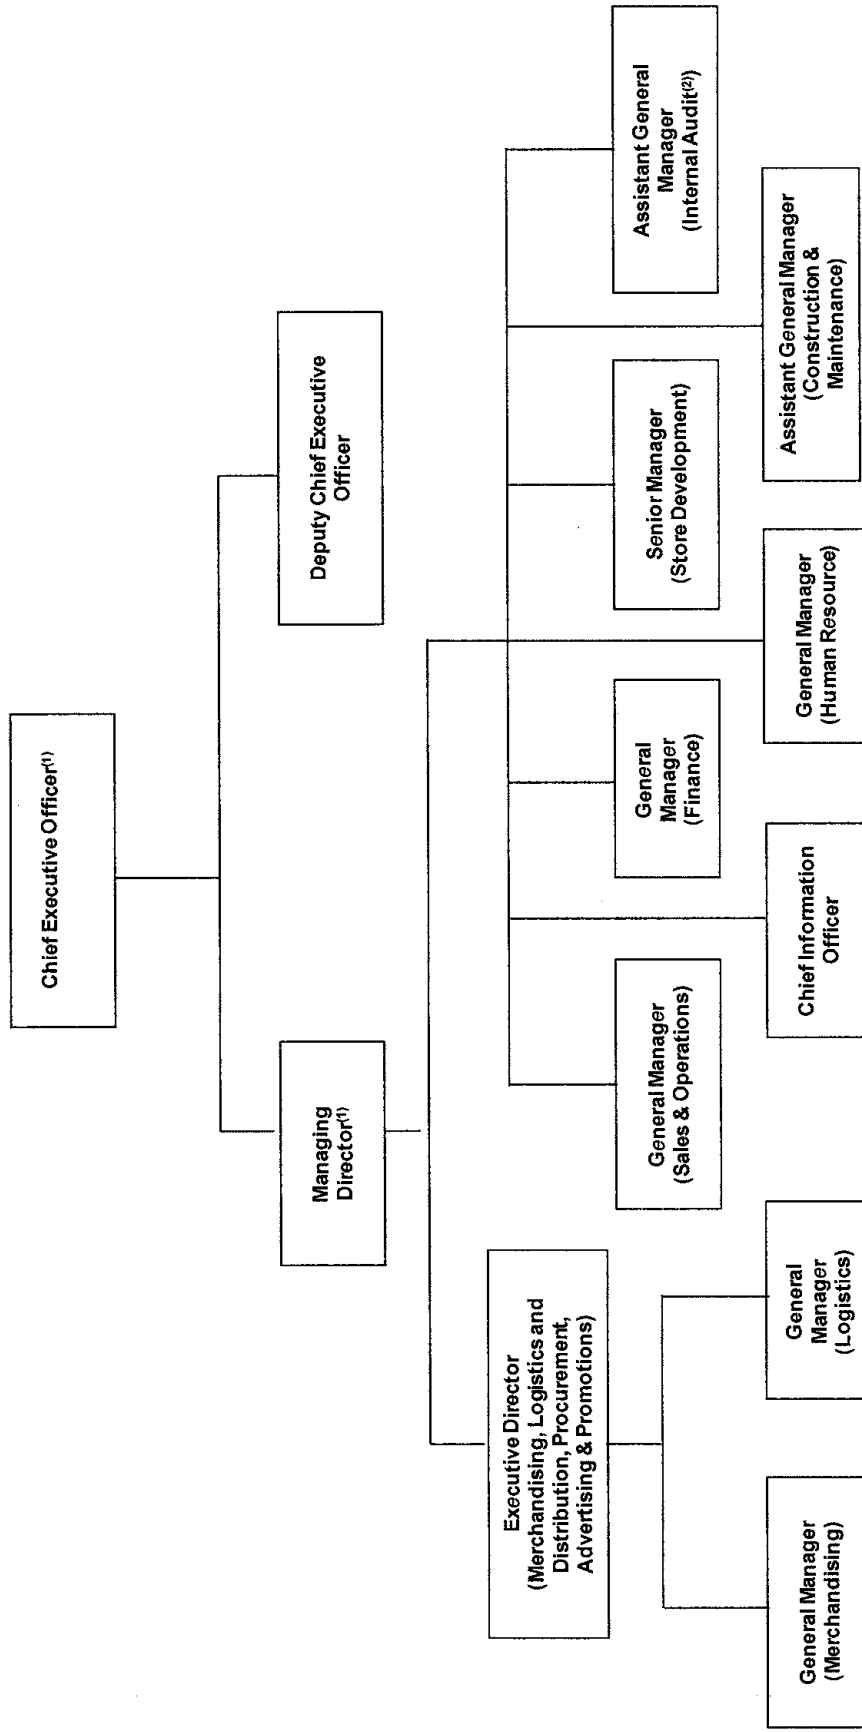 Chief Executive Officer(1)
Managing
Director(1)
Deputy Chief Executive
Officer
Executive Director
(Merchandising, Logistics and
Distribution, Procurement,
Advertising & Promotions)
General Manager
(Sales & Operations)
General
Manager
(Finance)
Senior Manager
(Store Development)
Assistant General
Manager
(Internal Audit(2))
General Manager
(Merchandising)
General
Manager
(Logistics)
Chief Information
Officer
General Manager
(Human Resource)
Assistant General Manager
(Construction &
Maintenance)